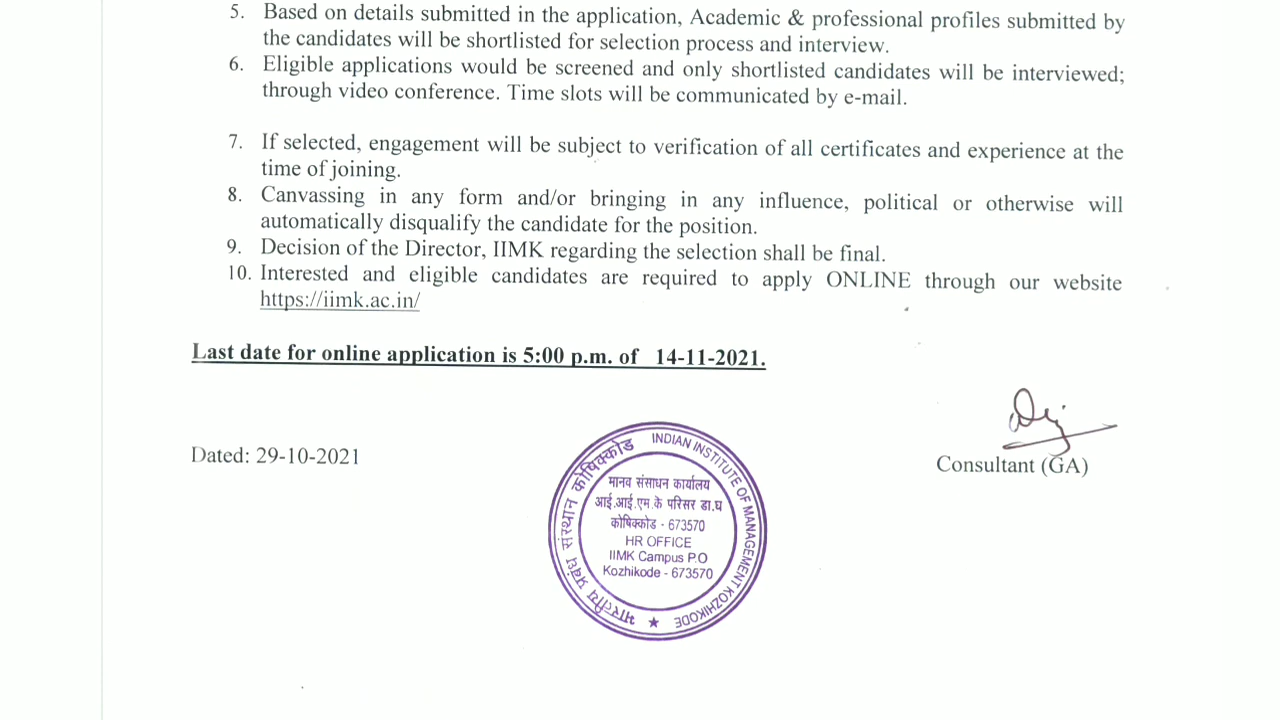 5. Based on details submitted in the application, Academic & professional profiles submitted by
the candidates will be shortlisted for selection process and interview.
6. Eligible applications would be screened and only shortlisted candidates will be interviewed;
through video conference. Time slots will be communicated by e-mail.
7. If selected, engagement will be subject to verification of all certificates and experience at the
time of joining.
8. Canvassing in any form and/or bringing in any influence, political or otherwise will
automatically disqualify the candidate for the position.
9. Decision of the Director, IIMK regarding the selection shall be final.
10. Interested and eligible candidates are required to apply ONLINE through our website
https://iimk.ac.in/
Last date for online application is 5:00 p.m. of 14-11-2021.
Dated: 29-10-2021
Consultant (GA)
भारतीय प्रबंध संस्थान कोषिक्कोड
INDIAN INSTITUTE OF MANAGEMENT KOZHIKODE
मानव संसाधन कार्यालय
आई.आई.एम.के परिसर डा.घ
कोषिक्कोड - 673570
HR OFFICE
IIMK Campus P.O
Kozhikode - 673570